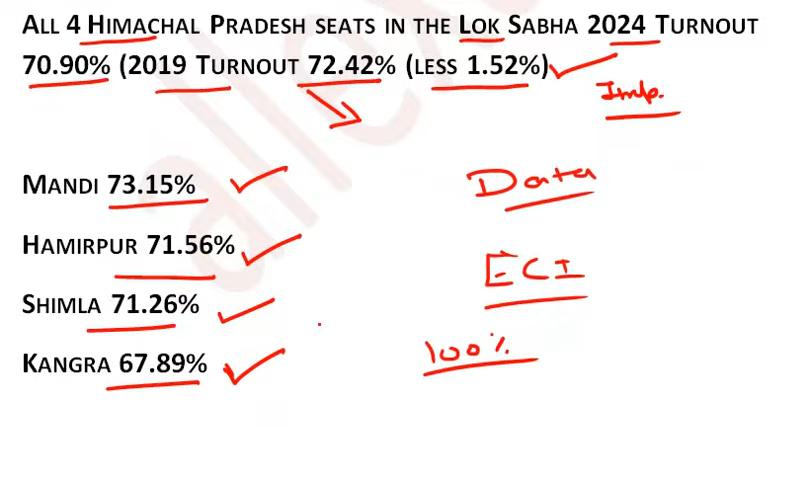 ALL 4 HIMACHAL PRADESH SEATS IN THE LOK SABHA 2024 TURNOUT
70.90% (2019 TURNOUT 72.42% (LESS 1.52%)
Imp.
MANDI 73.15%
Data
HAMIRPUR 71.56%
ECI
SHIMLA 71.26%
100%
KANGRA 67.89%